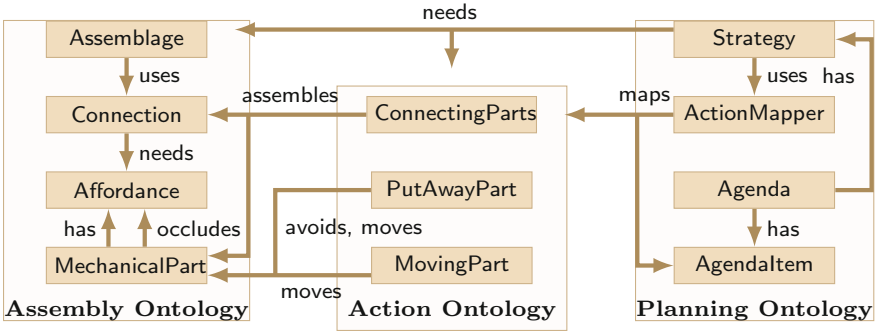 needs
Assemblage
Strategy
uses
uses
has
assembles
maps
Connection
ConnectingParts
ActionMapper
needs
Affordance
PutAwayPart
Agenda
has
occludes
avoids, moves
has
MechanicalPart
MovingPart
AgendaItem
moves
Assembly Ontology
Action Ontology
Planning Ontology